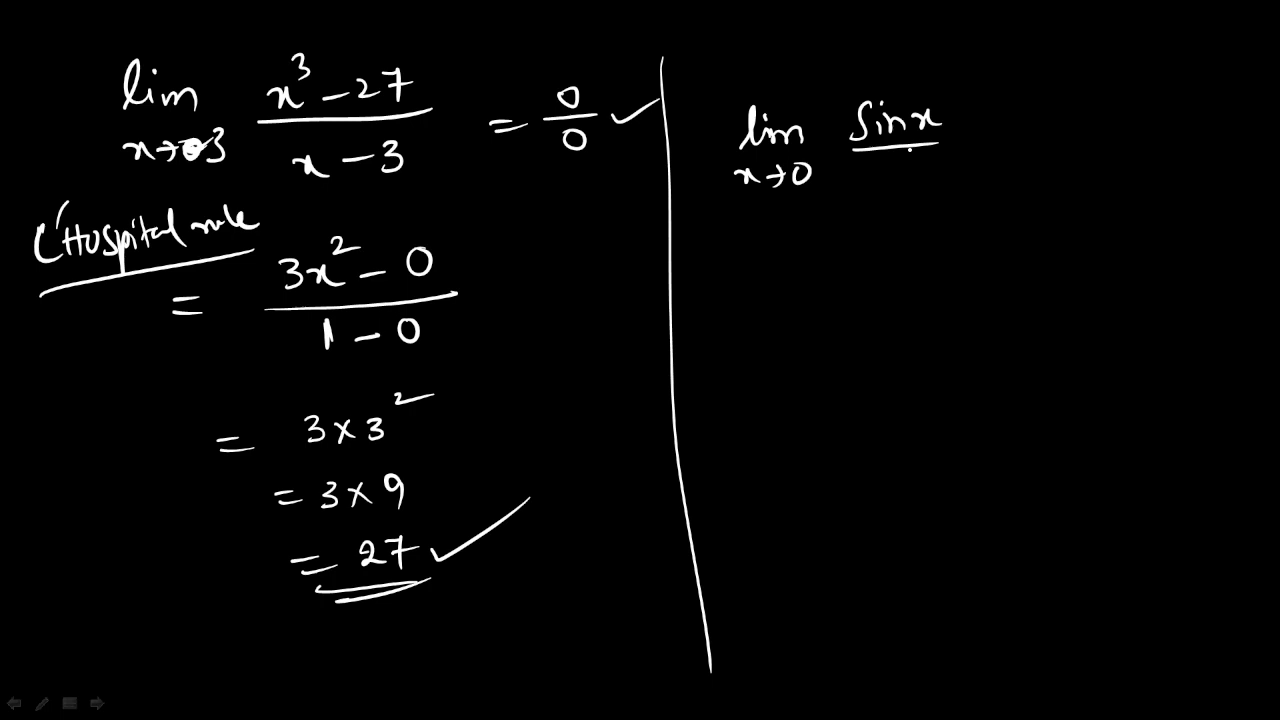 lim x→3 x³ − 27 / x − 3 = 0/0 ✓
L'Hospital rule
= 3x² − 0 / 1 − 0
= 3 × 3²
= 3 × 9
= 27 ✓
lim x→0 sin x